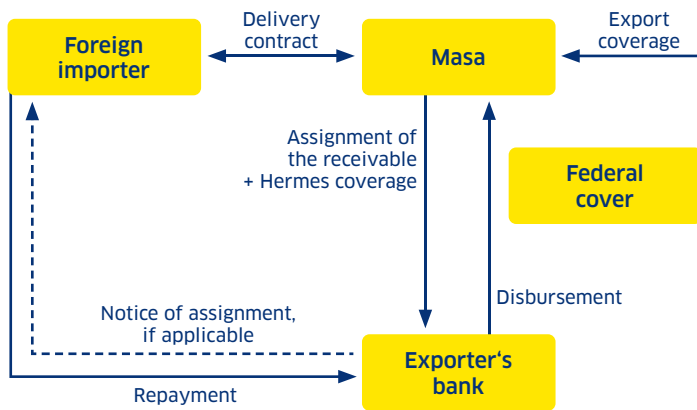 Delivery
contract
Export
coverage
Foreign
importer
Masa
Assignment of
the receivable
+ Hermes coverage
Federal
cover
Notice of assignment,
if applicable
Disbursement
Exporter‘s
bank
Repayment